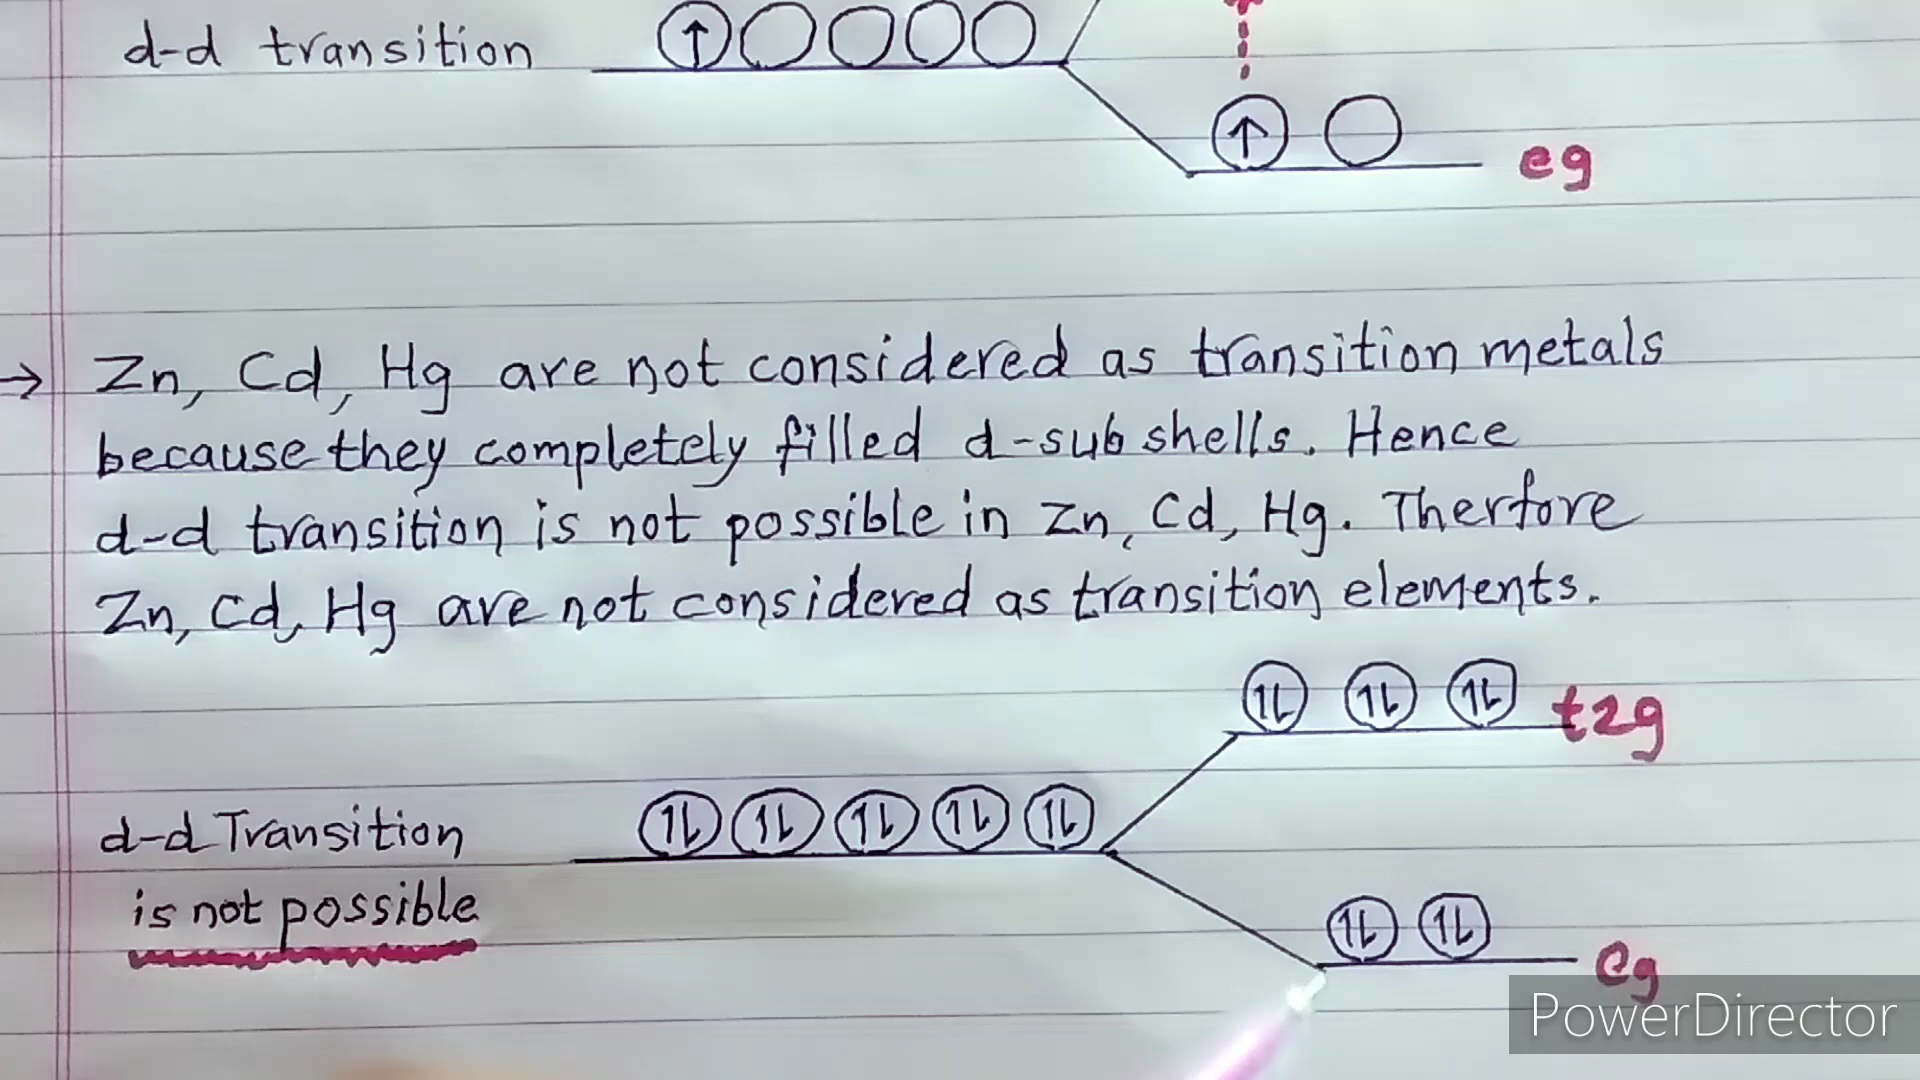 d-d transition
eg
→ Zn, Cd, Hg are not considered as transition metals
because they completely filled d-sub shells. Hence
d-d transition is not possible in Zn, Cd, Hg. Therfore
Zn, Cd, Hg are not considered as transition elements.
t2g
d-d Transition
is not possible
eg
PowerDirector